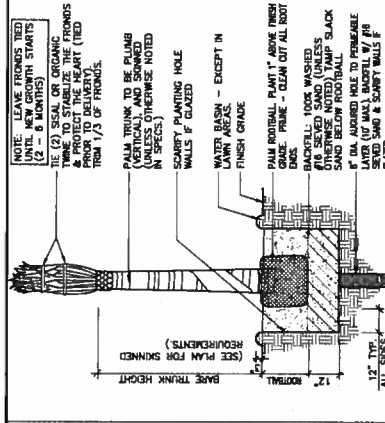 NOTE: LEAVE FRONDS TIED
UNTIL NEW GROWTH STARTS
(2 - 6 MONTHS)
TIE (2) SISAL OR ORGANIC
TWINE TO STABILIZE THE FRONDS
& PROTECT THE HEART (TIED
PRIOR TO DELIVERY).
TRIM 1/3 OF FRONDS.
PALM TRUNK TO BE PLUMB
(VERTICAL), AND SKINNED
(UNLESS OTHERWISE NOTED
IN SPECS.)
SCARIFY PLANTING HOLE
WALLS IF GLAZED
WATER BASIN - EXCEPT IN
LAWN AREAS.
FINISH GRADE
PALM ROOTBALL. PLANT 1" ABOVE FINISH
GRADE. PRUNE - CLEAN CUT ALL ROOT
ENDS.
BACKFILL: 100% WASHED
#16 SIEVED SAND (UNLESS
OTHERWISE NOTED) TAMP SLACK
SAND BELOW ROOTBALL
8" DIA. AUGURED HOLE TO PERMEABLE
LAYER (10' MAX.) BACKFILL W/ #16
SIEVED SAND & SCARIFY WALLS IF
BARE TRUNK HEIGHT
(SEE PLAN FOR SKINNED
REQUIREMENTS.)
ROOTBALL
12"
12" TYP.
ALL SIDES